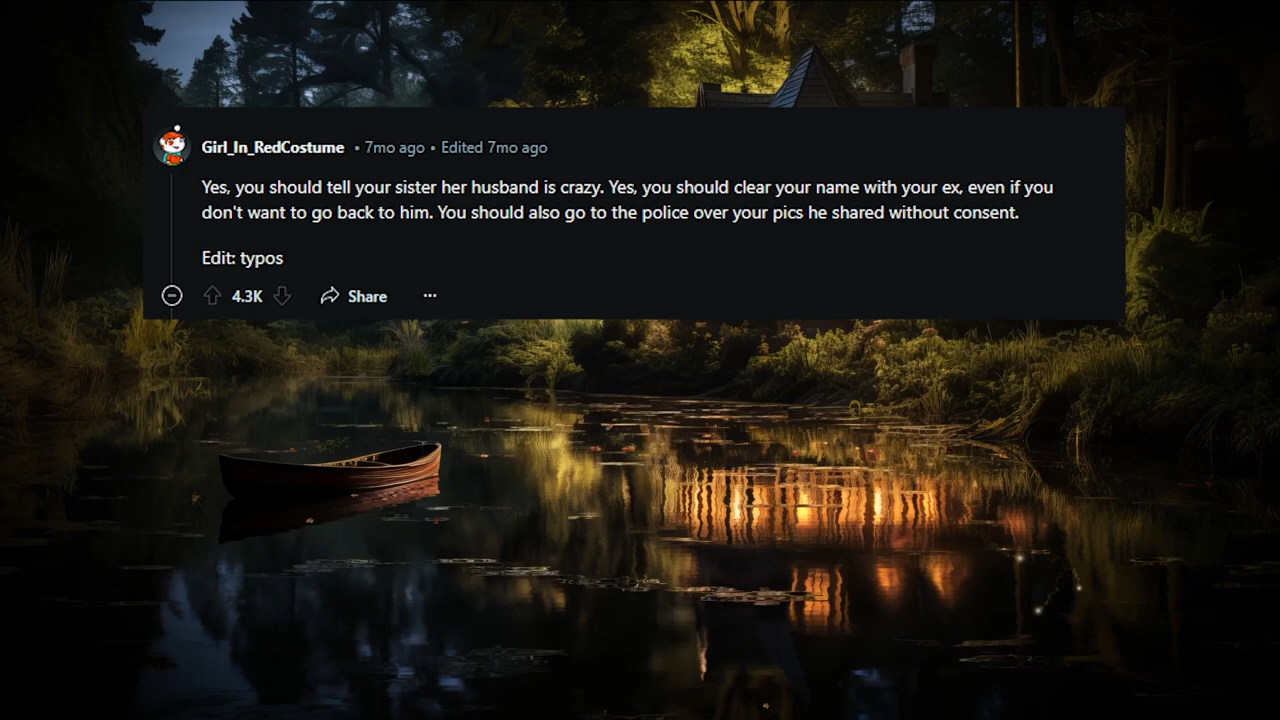 Girl_In_RedCostume • 7mo ago • Edited 7mo ago
Yes, you should tell your sister her husband is crazy. Yes, you should clear your name with your ex, even if you
don't want to go back to him. You should also go to the police over your pics he shared without consent.
Edit: typos
4.3K Share ...